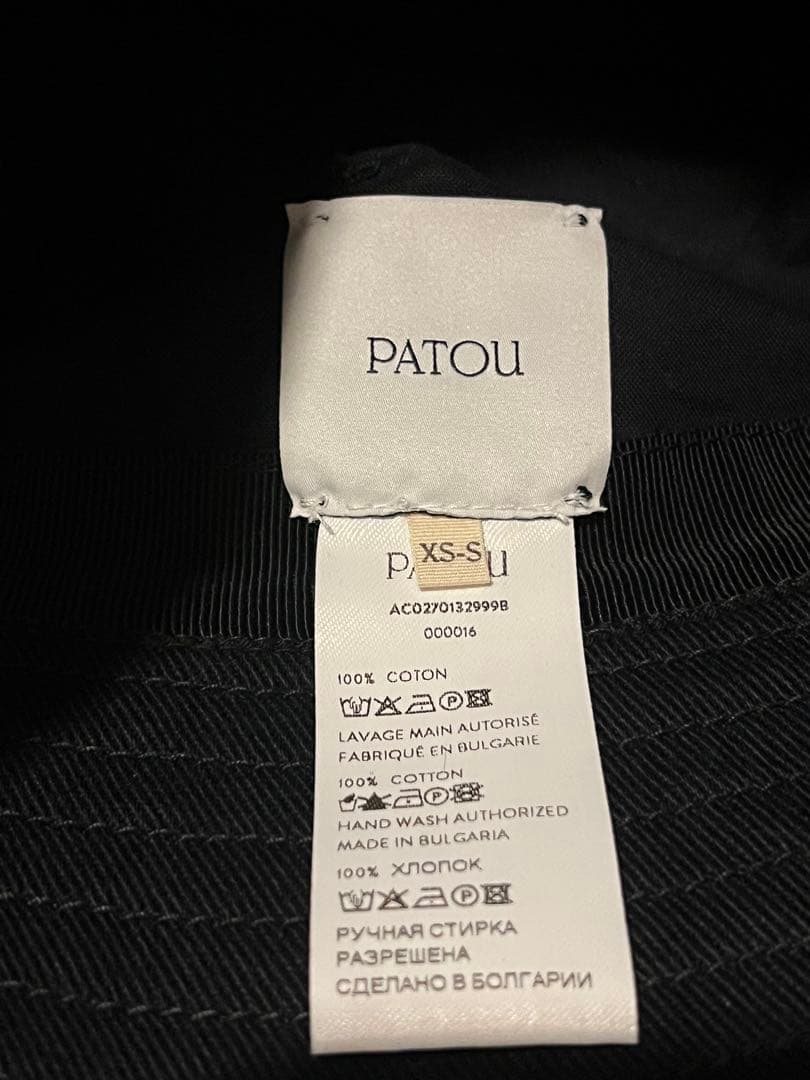 PATOU
XS-S
AC0270132999B
000016
100% COTON
LAVAGE MAIN AUTORISÉ
FABRIQUÉ EN BULGARIE
100% COTTON
HAND WASH AUTHORIZED
MADE IN BULGARIA
100% ХЛОПОК
РУЧНАЯ СТИРКА
РАЗРЕШЕНА
СДЕЛАНО В БОЛГАРИИ